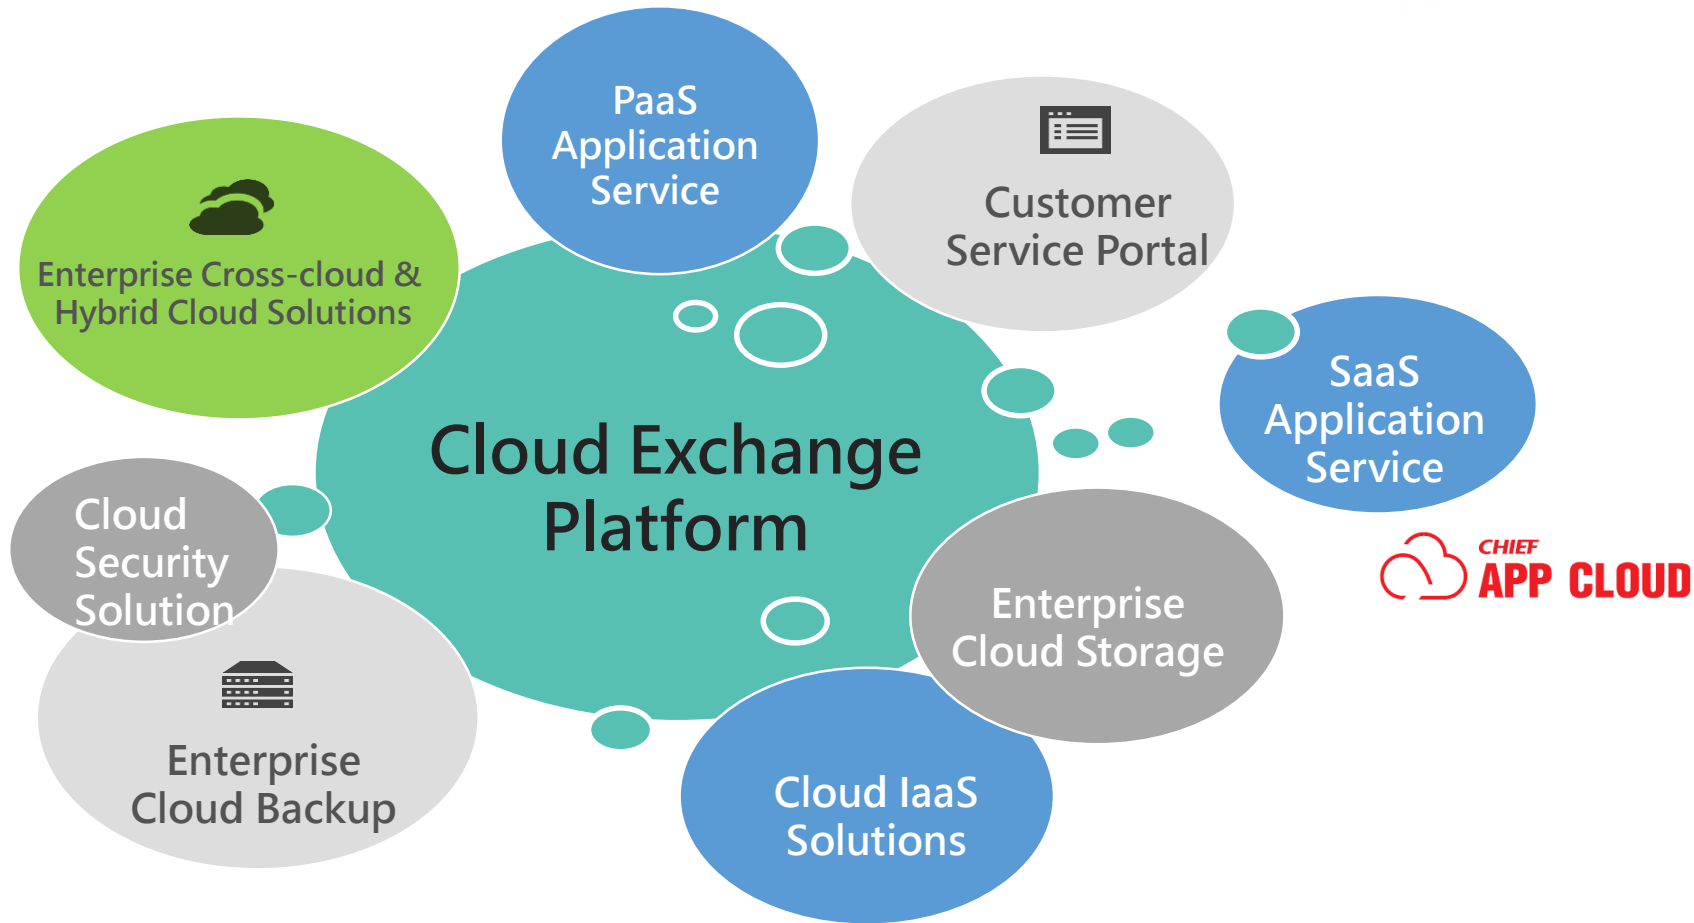 PaaS
Application
Service
Customer
Service Portal
Enterprise Cross-cloud &
Hybrid Cloud Solutions
SaaS
Application
Service
Cloud Exchange
Platform
Cloud
Security
Solution
CHIEF
APP CLOUD
Enterprise
Cloud Storage
Enterprise
Cloud Backup
Cloud IaaS
Solutions